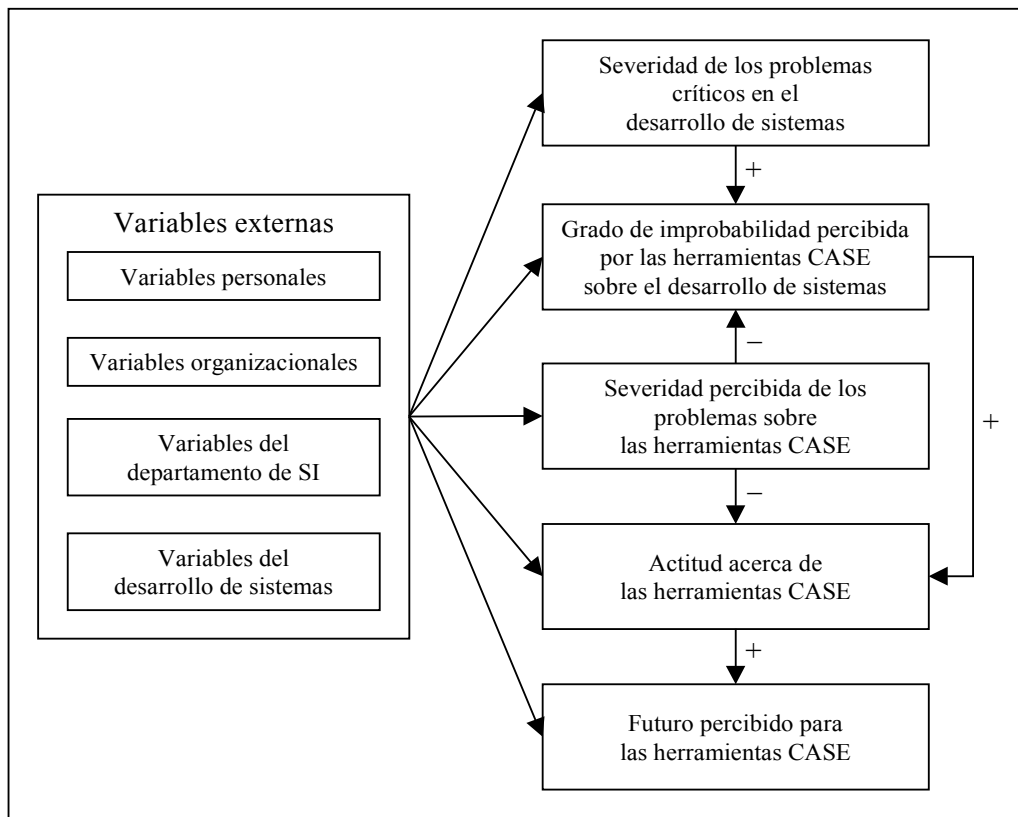 Variables externas
Variables personales
Variables organizacionales
Variables del
departamento de SI
Variables del
desarrollo de sistemas
Severidad de los problemas
críticos en el
desarrollo de sistemas
+
Grado de improbabilidad percibida
por las herramientas CASE
sobre el desarrollo de sistemas
–
Severidad percibida de los
problemas sobre
las herramientas CASE
+
–
Actitud acerca de
las herramientas CASE
+
Futuro percibido para
las herramientas CASE